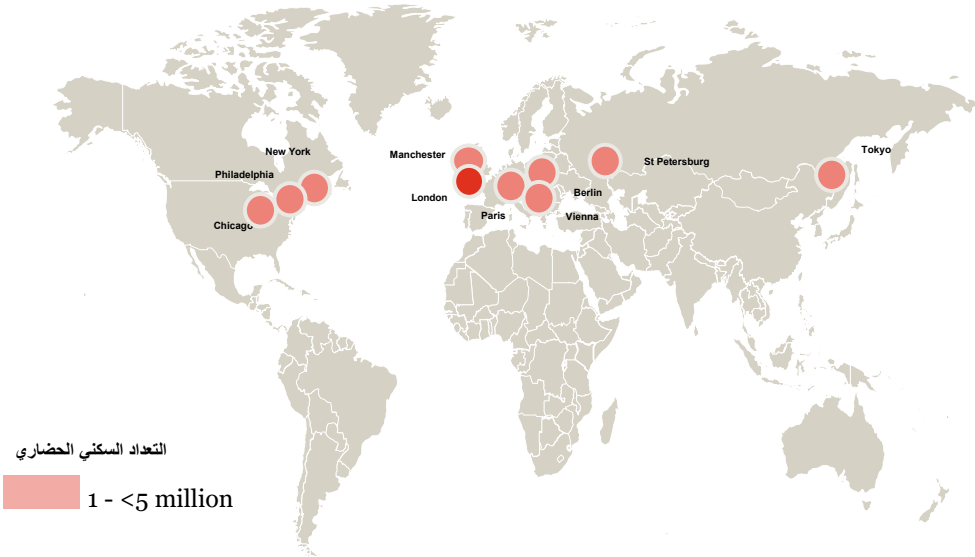 New York
Manchester
Tokyo
St Petersburg
Philadelphia
London
Berlin
Paris
Vienna
Chicago
التعداد السكني الحضاري
1 - <5 million